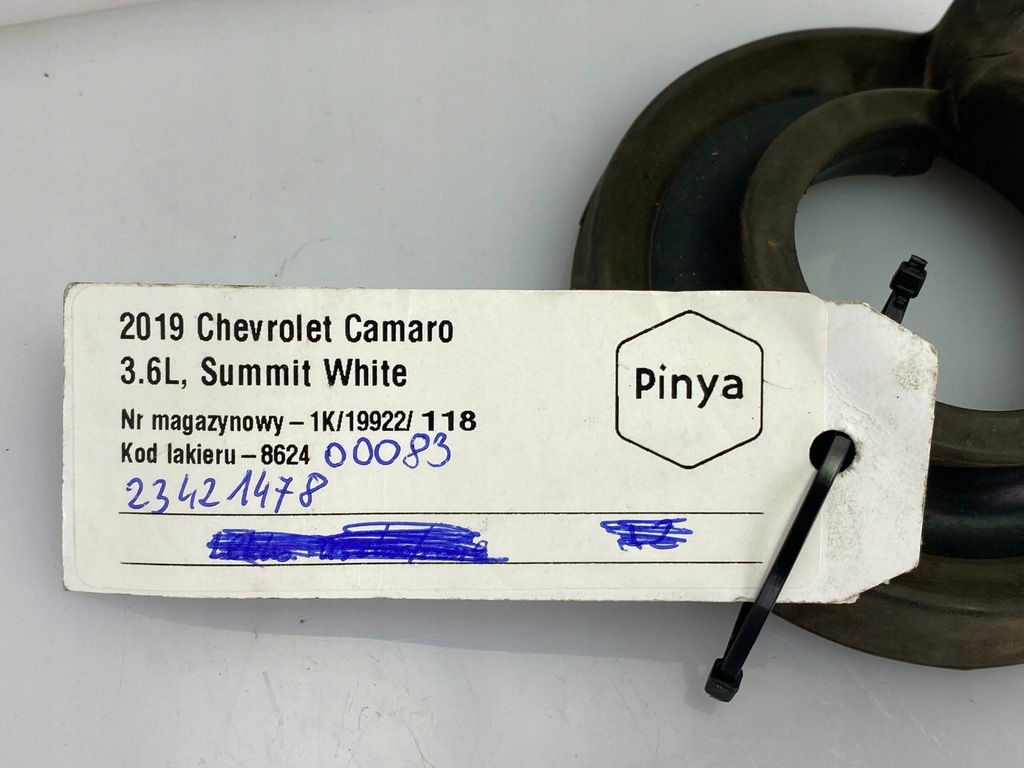 2019 Chevrolet Camaro
3.6L, Summit White
Pinya
Nr magazynowy – 1K/19922/ 118
Kod lakieru – 8624 00083
23421478